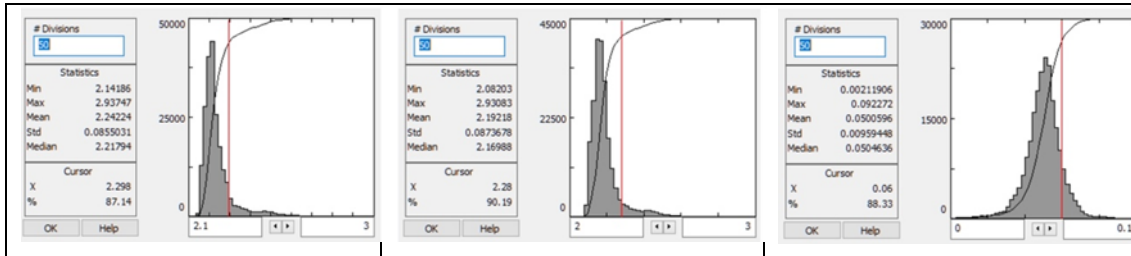 # Divisions
50
Statistics
Min 2.14186
Max 2.93747
Mean 2.24224
Std 0.0855031
Median 2.21794
Cursor
X 2.298
% 87.14
OK Help
50000
25000
0
2.1 3
# Divisions
50
Statistics
Min 2.08203
Max 2.93083
Mean 2.19218
Std 0.0873678
Median 2.16988
Cursor
X 2.28
% 90.19
OK Help
45000
22500
0
2 3
# Divisions
50
Statistics
Min 0.00211906
Max 0.092272
Mean 0.0500596
Std 0.00959448
Median 0.0504636
Cursor
X 0.06
% 88.33
OK Help
30000
15000
0
0 0.1